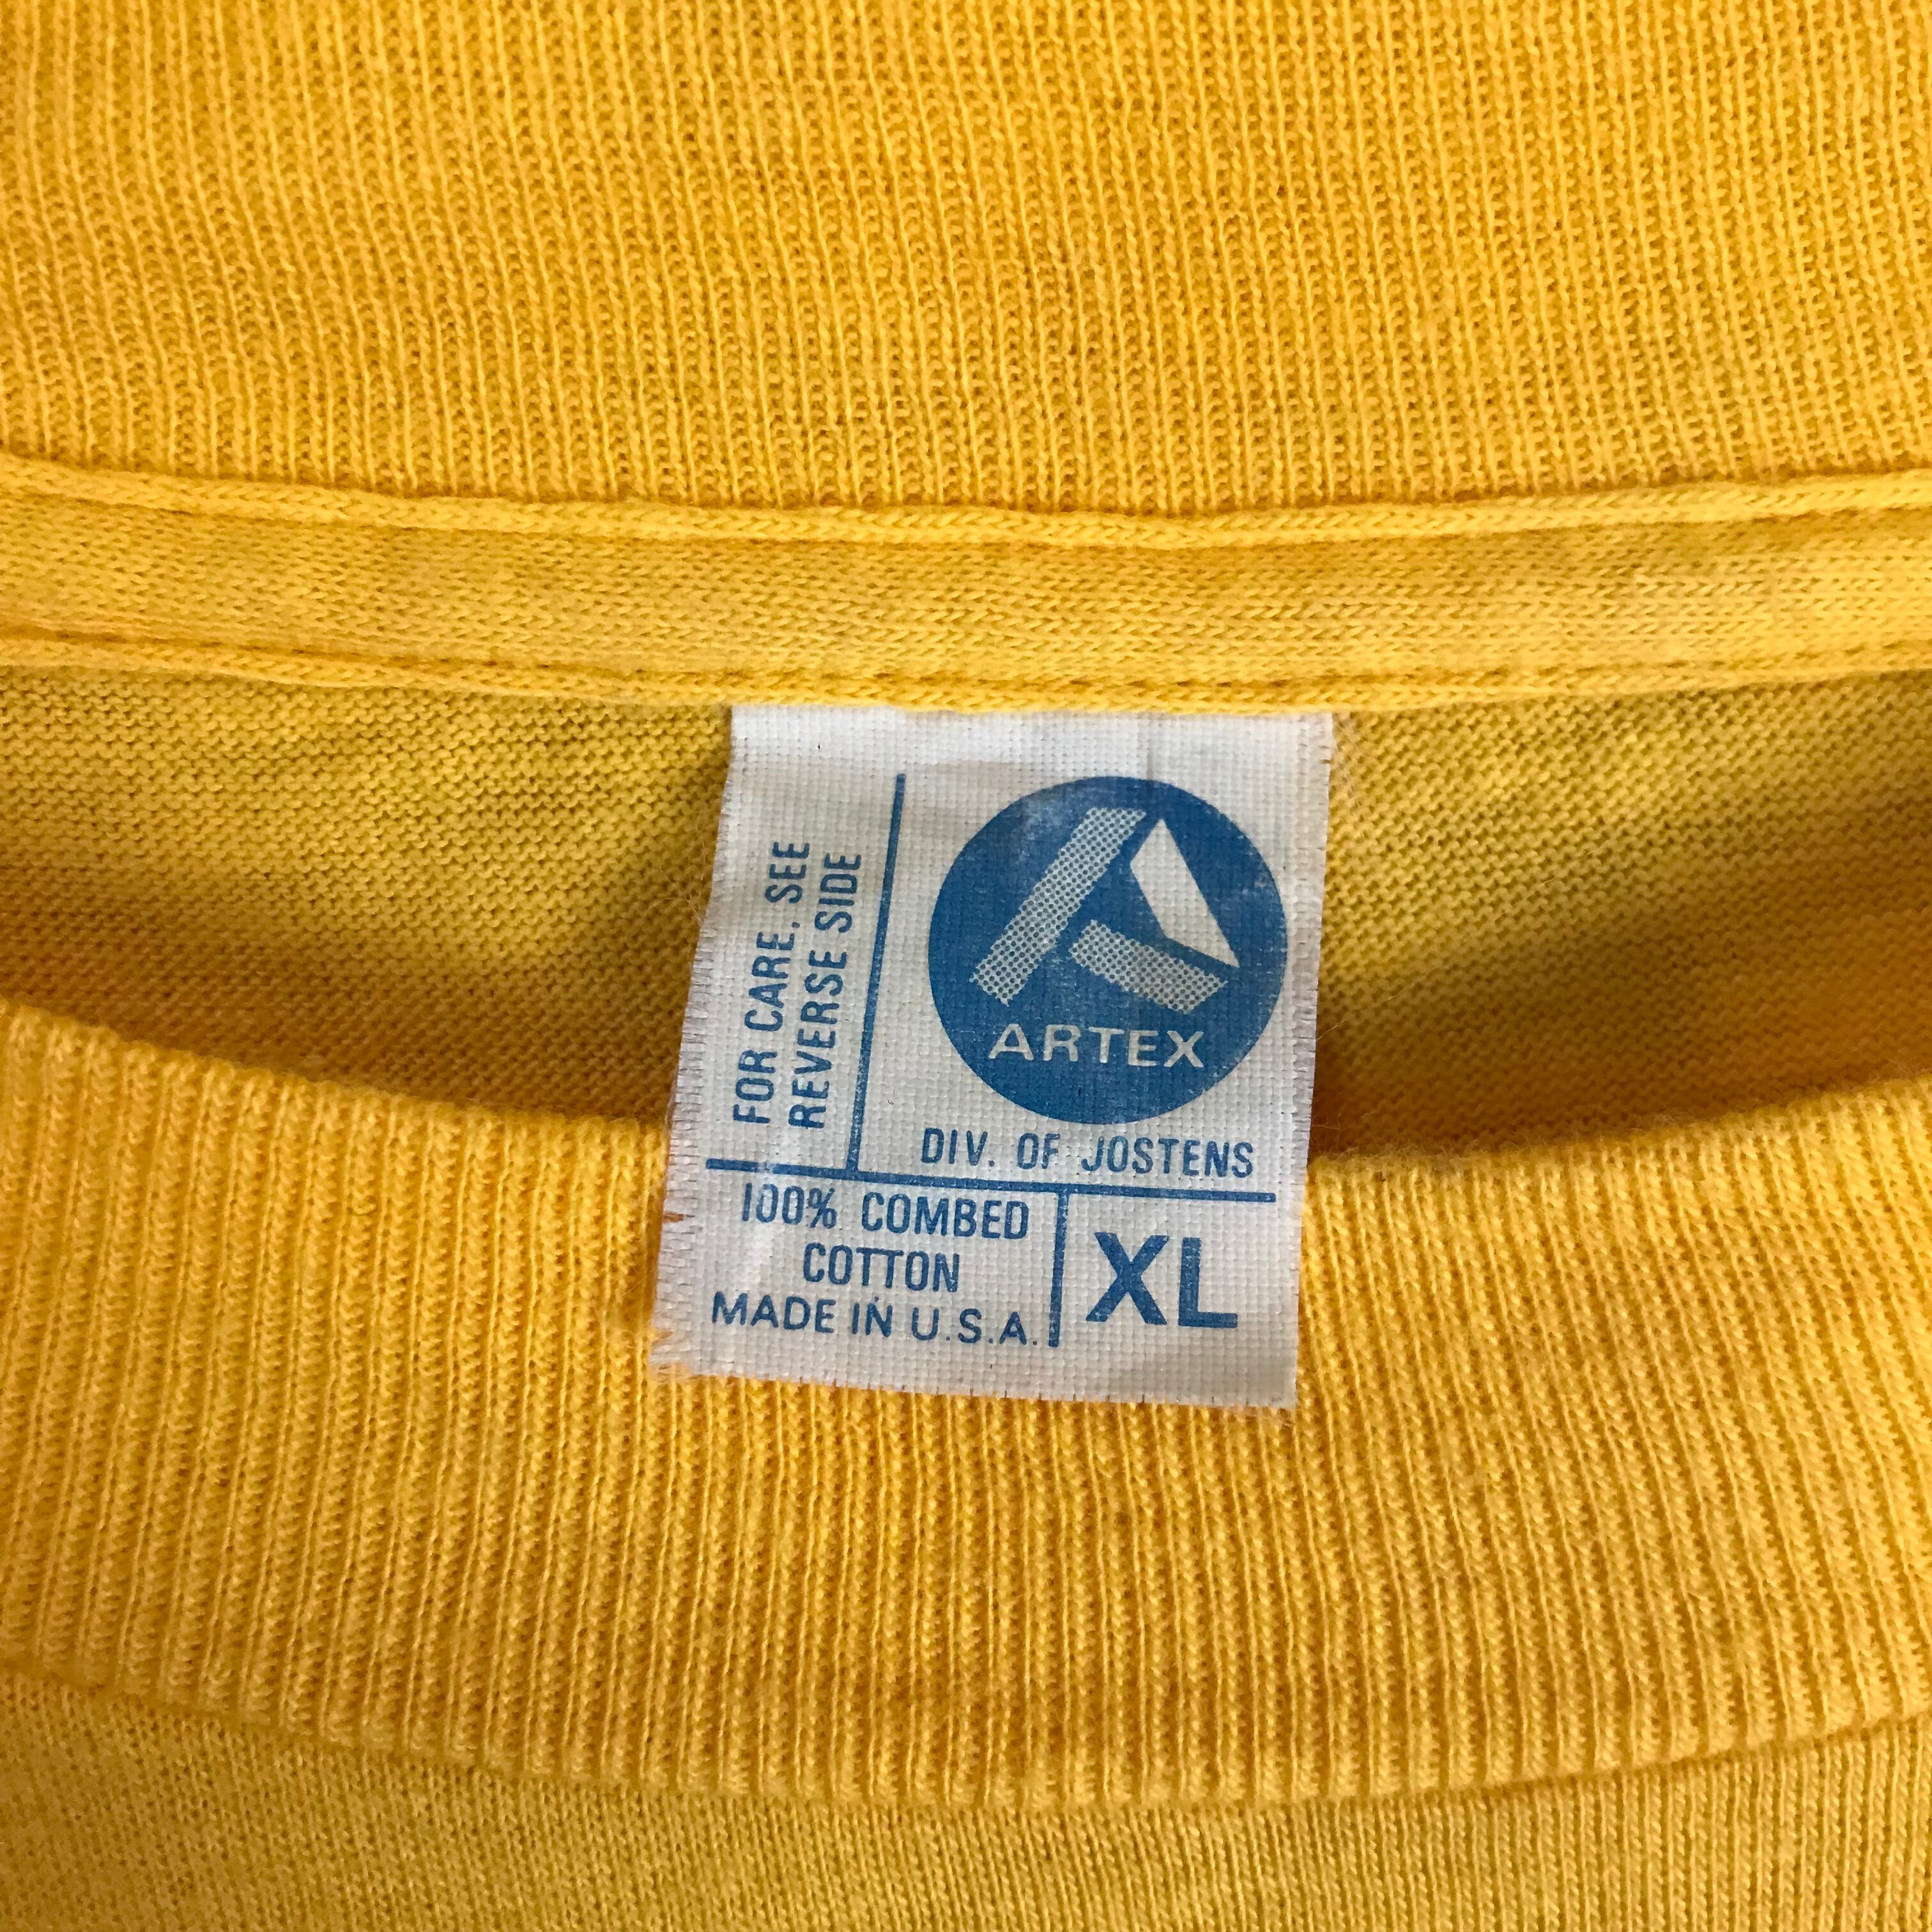 FOR CARE, SEE
REVERSE SIDE
ARTEX
DIV. OF JOSTENS
100% COMBED
COTTON
MADE IN U.S.A.
XL